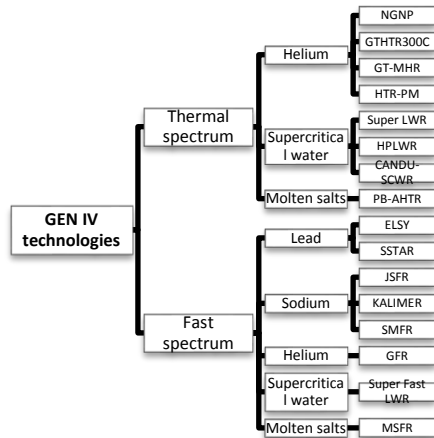 GEN IV
technologies
Thermal
spectrum
Helium
NGNP
GTHTR300C
GT-MHR
HTR-PM
Supercritica
l water
Super LWR
HPLWR
CANDU-
SCWR
Molten salts
PB-AHTR
Fast
spectrum
Lead
ELSY
SSTAR
Sodium
JSFR
KALIMER
SMFR
Helium
GFR
Supercritica
l water
Super Fast
LWR
Molten salts
MSFR